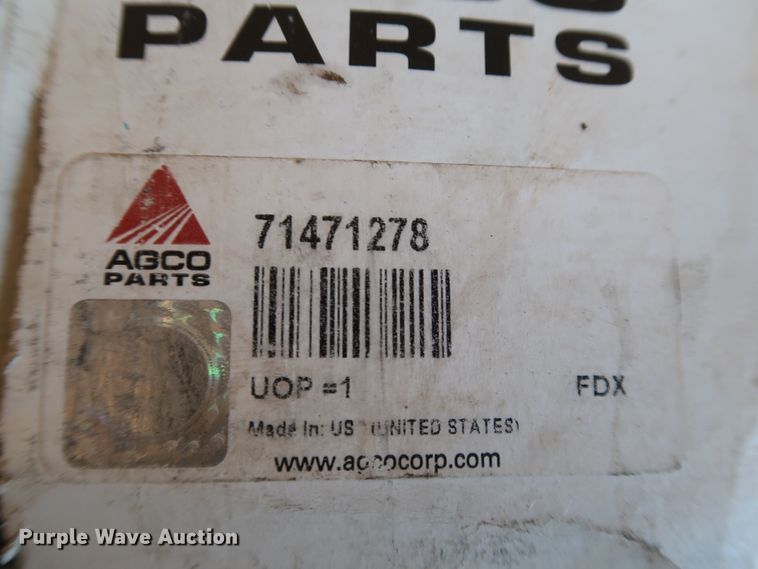 PARTS
AGCO
PARTS
71471278
UOP =1 FDX
Made In: US (UNITED STATES)
www.agcocorp.com
Purple Wave Auction